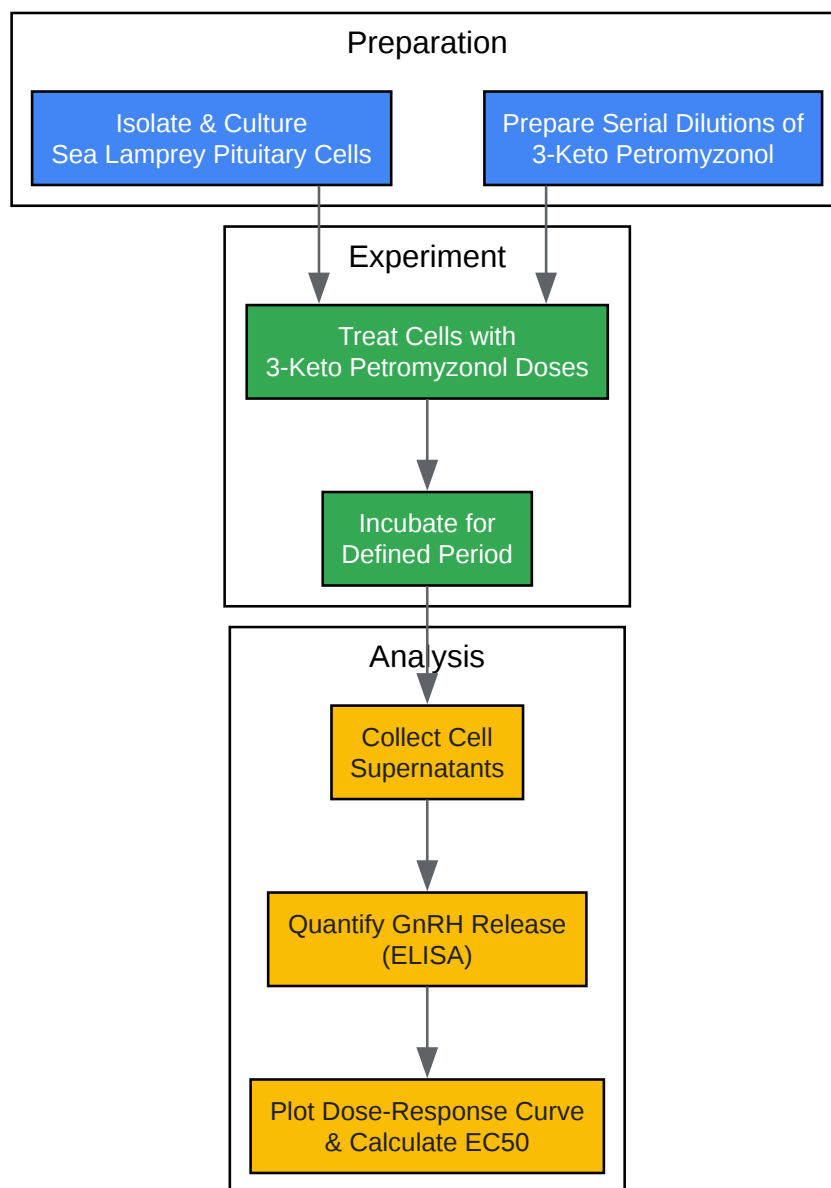 Preparation
Isolate & Culture
Sea Lamprey Pituitary Cells
Prepare Serial Dilutions of
3-Keto Petromyzonol
Experiment
Treat Cells with
3-Keto Petromyzonol Doses
Incubate for
Defined Period
Analysis
Collect Cell
Supernatants
Quantify GnRH Release
(ELISA)
Plot Dose-Response Curve
& Calculate EC50